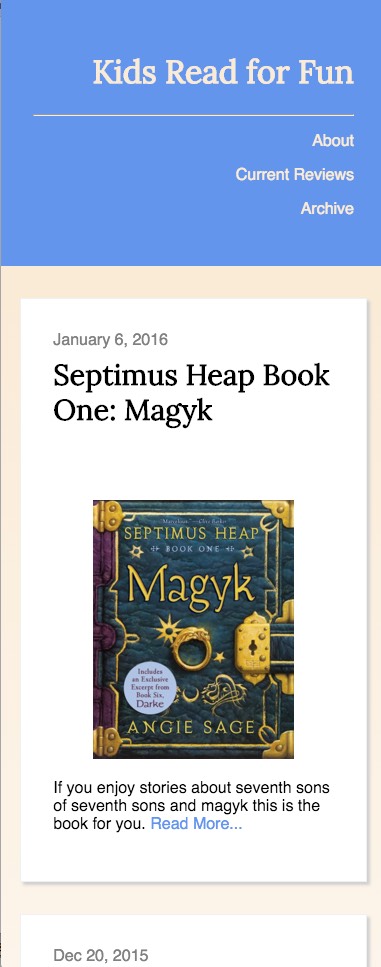 Kids Read for Fun
About
Current Reviews
Archive
January 6, 2016
Septimus Heap Book
One: Magyk
SEPTIMUS HEAP
BOOK ONE
Magyk
Includes
an Exclusive
Excerpt from
Book Six,
Darke
ANGIE SAGE
If you enjoy stories about seventh sons
of seventh sons and magyk this is the
book for you. Read More...
Dec 20, 2015